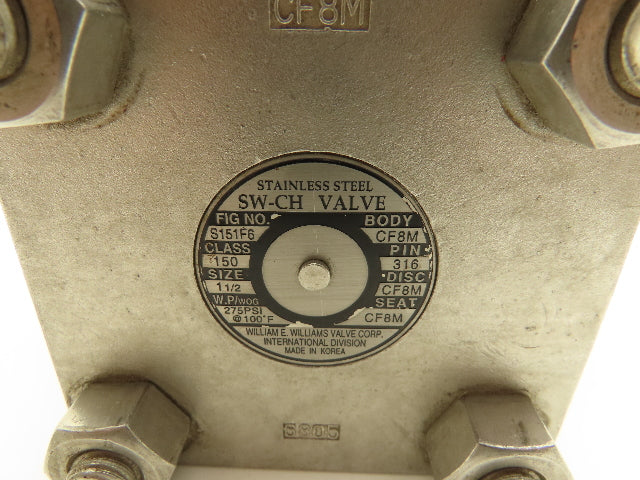 CF8M
STAINLESS STEEL
SW-CH VALVE
FIG NO. BODY
S151F6 CF8M
CLASS PIN
150 316
SIZE DISC
1 1/2 CF8M
W.P/WOG SEAT
275PSI CF8M
@100°F
WILLIAM E. WILLIAMS VALVE CORP.
INTERNATIONAL DIVISION
MADE IN KOREA